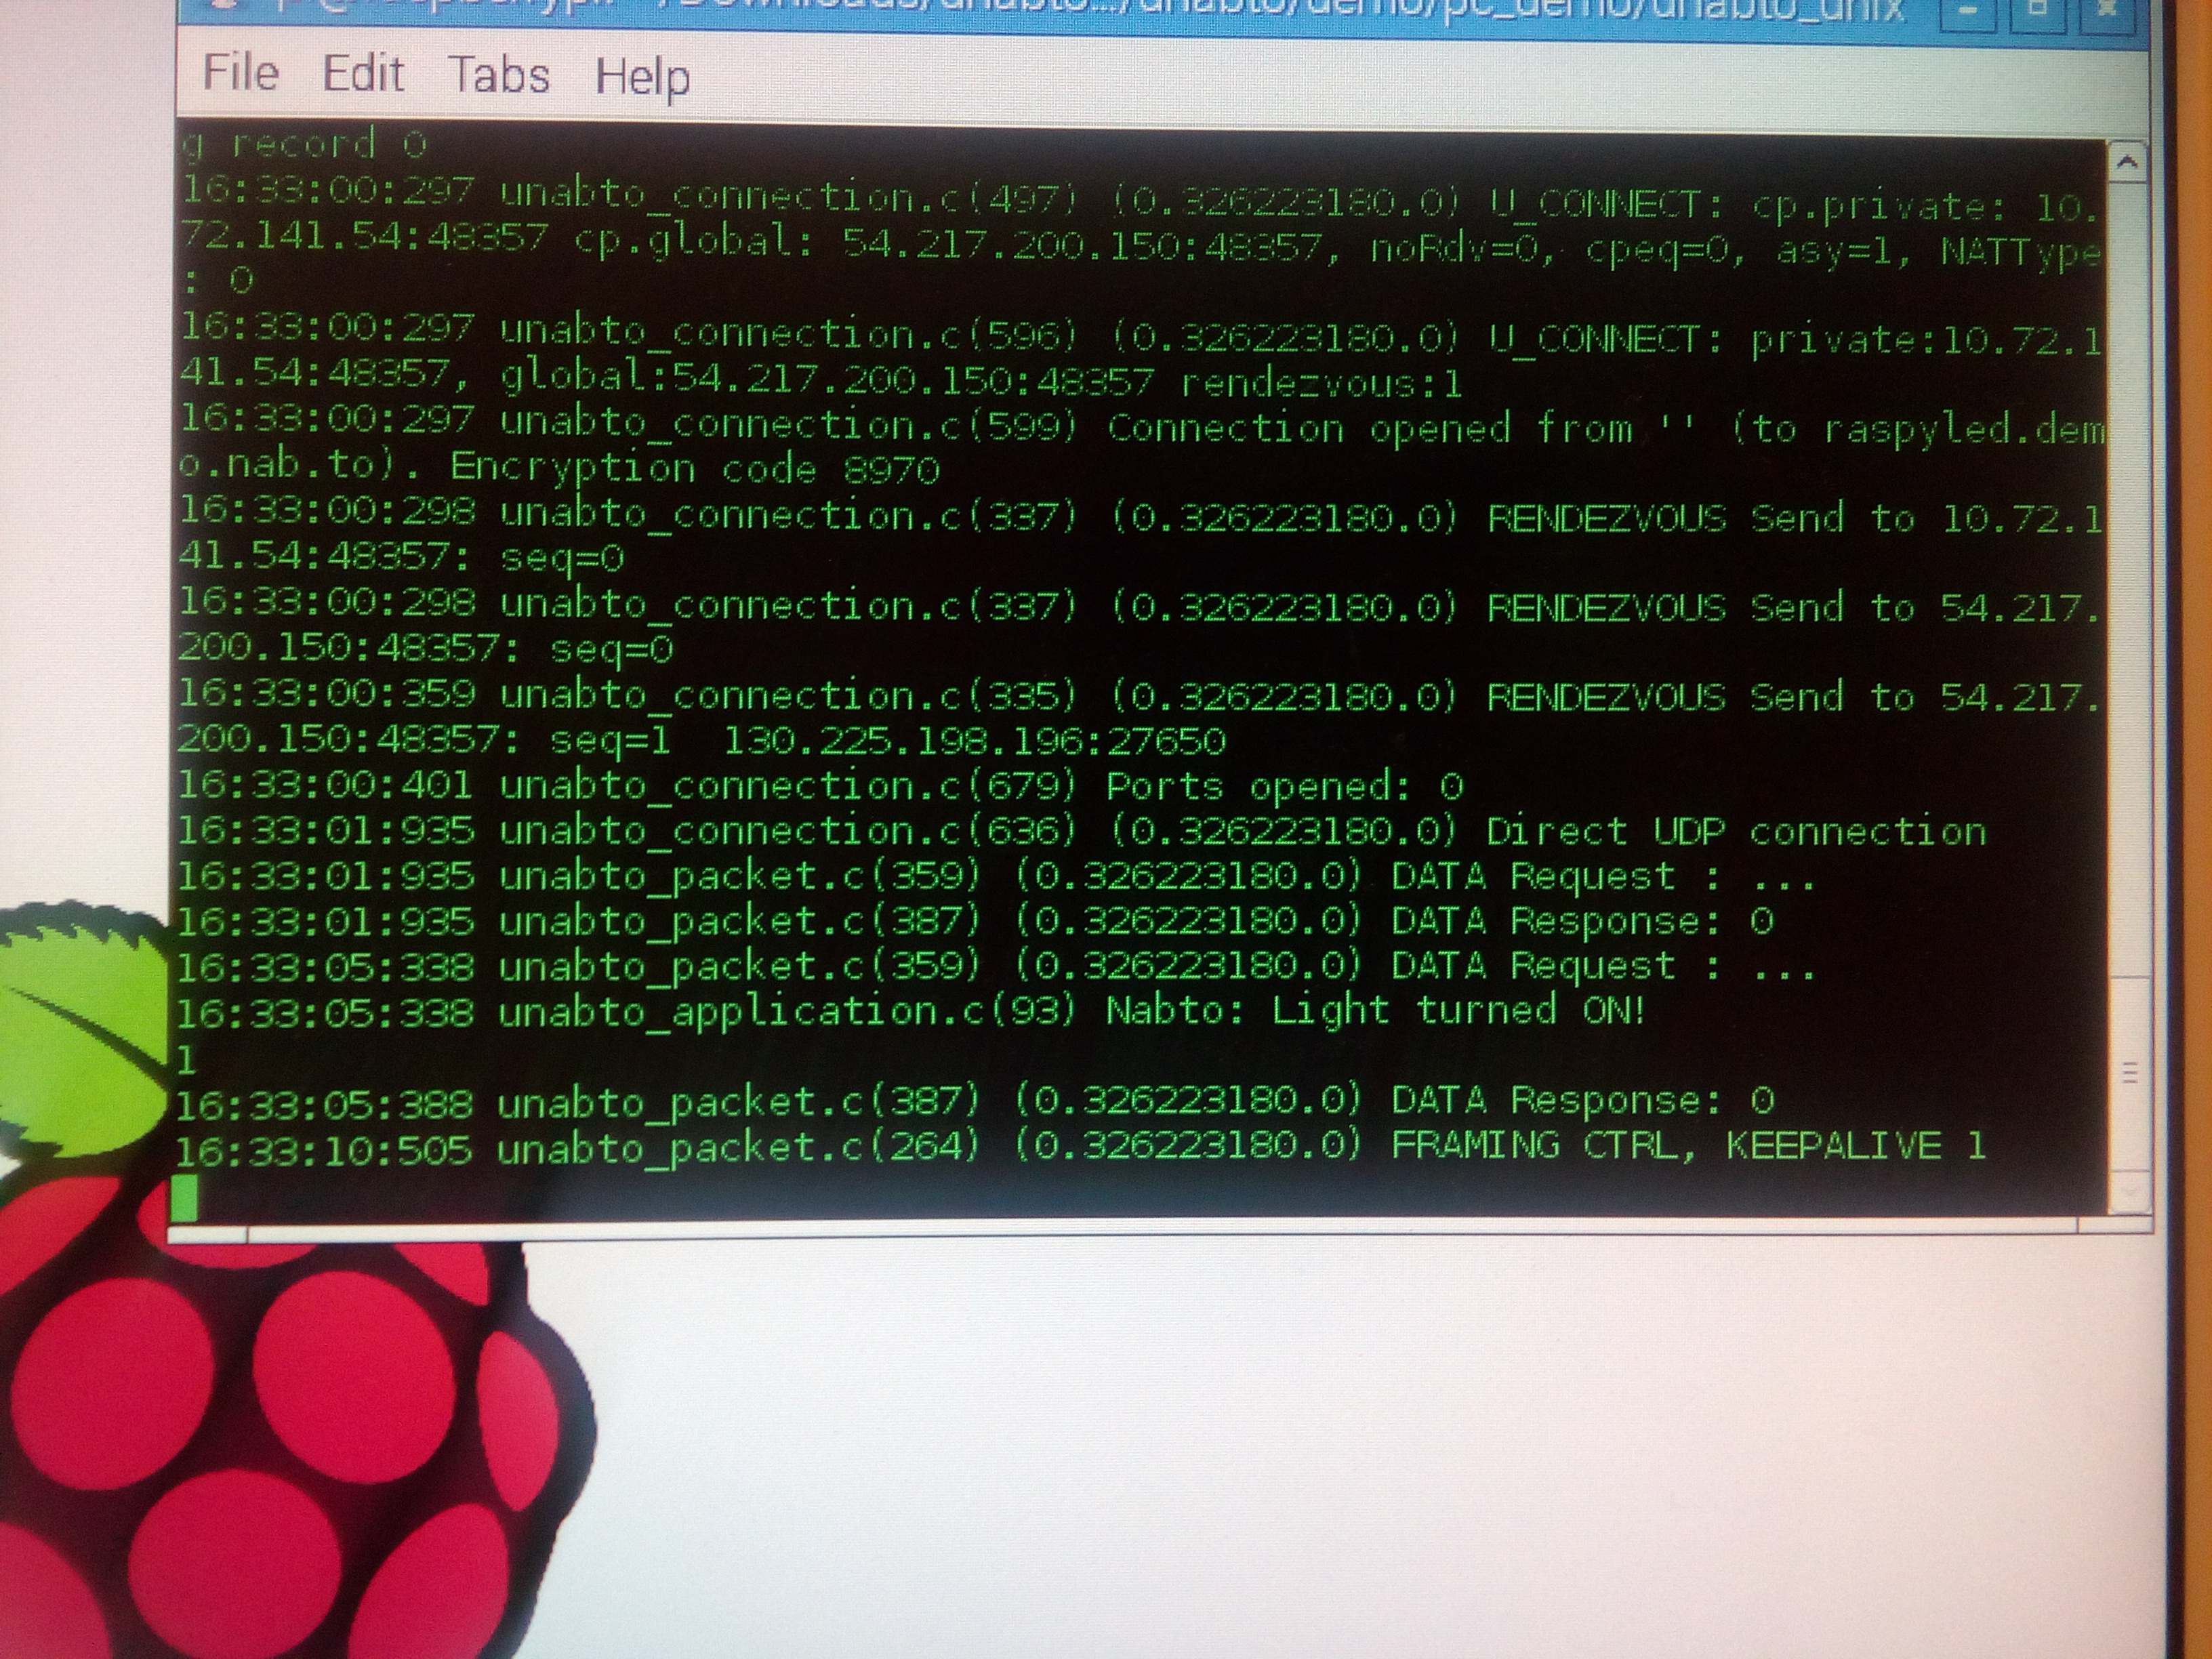 File Edit Tabs Help
g record 0
16:33:00:297 unabto_connection.c(497) (0.326223180.0) U_CONNECT: cp.private: 10.
72.141.54:48357 cp.global: 54.217.200.150:48357, noRdv=0, cpeq=0, asy=1, NATType
: 0
16:33:00:297 unabto_connection.c(596) (0.326223180.0) U_CONNECT: private:10.72.1
41.54:48357, global:54.217.200.150:48357 rendezvous:1
16:33:00:297 unabto_connection.c(599) Connection opened from '' (to raspyled.dem
o.nab.to). Encryption code 8970
16:33:00:298 unabto_connection.c(337) (0.326223180.0) RENDEZVOUS Send to 10.72.1
41.54:48357: seq=0
16:33:00:298 unabto_connection.c(337) (0.326223180.0) RENDEZVOUS Send to 54.217.
200.150:48357: seq=0
16:33:00:359 unabto_connection.c(335) (0.326223180.0) RENDEZVOUS Send to 54.217.
200.150:48357: seq=1  130.225.198.196:27650
16:33:00:401 unabto_connection.c(679) Ports opened: 0
16:33:01:935 unabto_connection.c(636) (0.326223180.0) Direct UDP connection
16:33:01:935 unabto_packet.c(359) (0.326223180.0) DATA Request : ...
16:33:01:935 unabto_packet.c(387) (0.326223180.0) DATA Response: 0
16:33:05:338 unabto_packet.c(359) (0.326223180.0) DATA Request : ...
16:33:05:338 unabto_application.c(93) Nabto: Light turned ON!
1
16:33:05:388 unabto_packet.c(387) (0.326223180.0) DATA Response: 0
16:33:10:505 unabto_packet.c(264) (0.326223180.0) FRAMING CTRL, KEEPALIVE 1